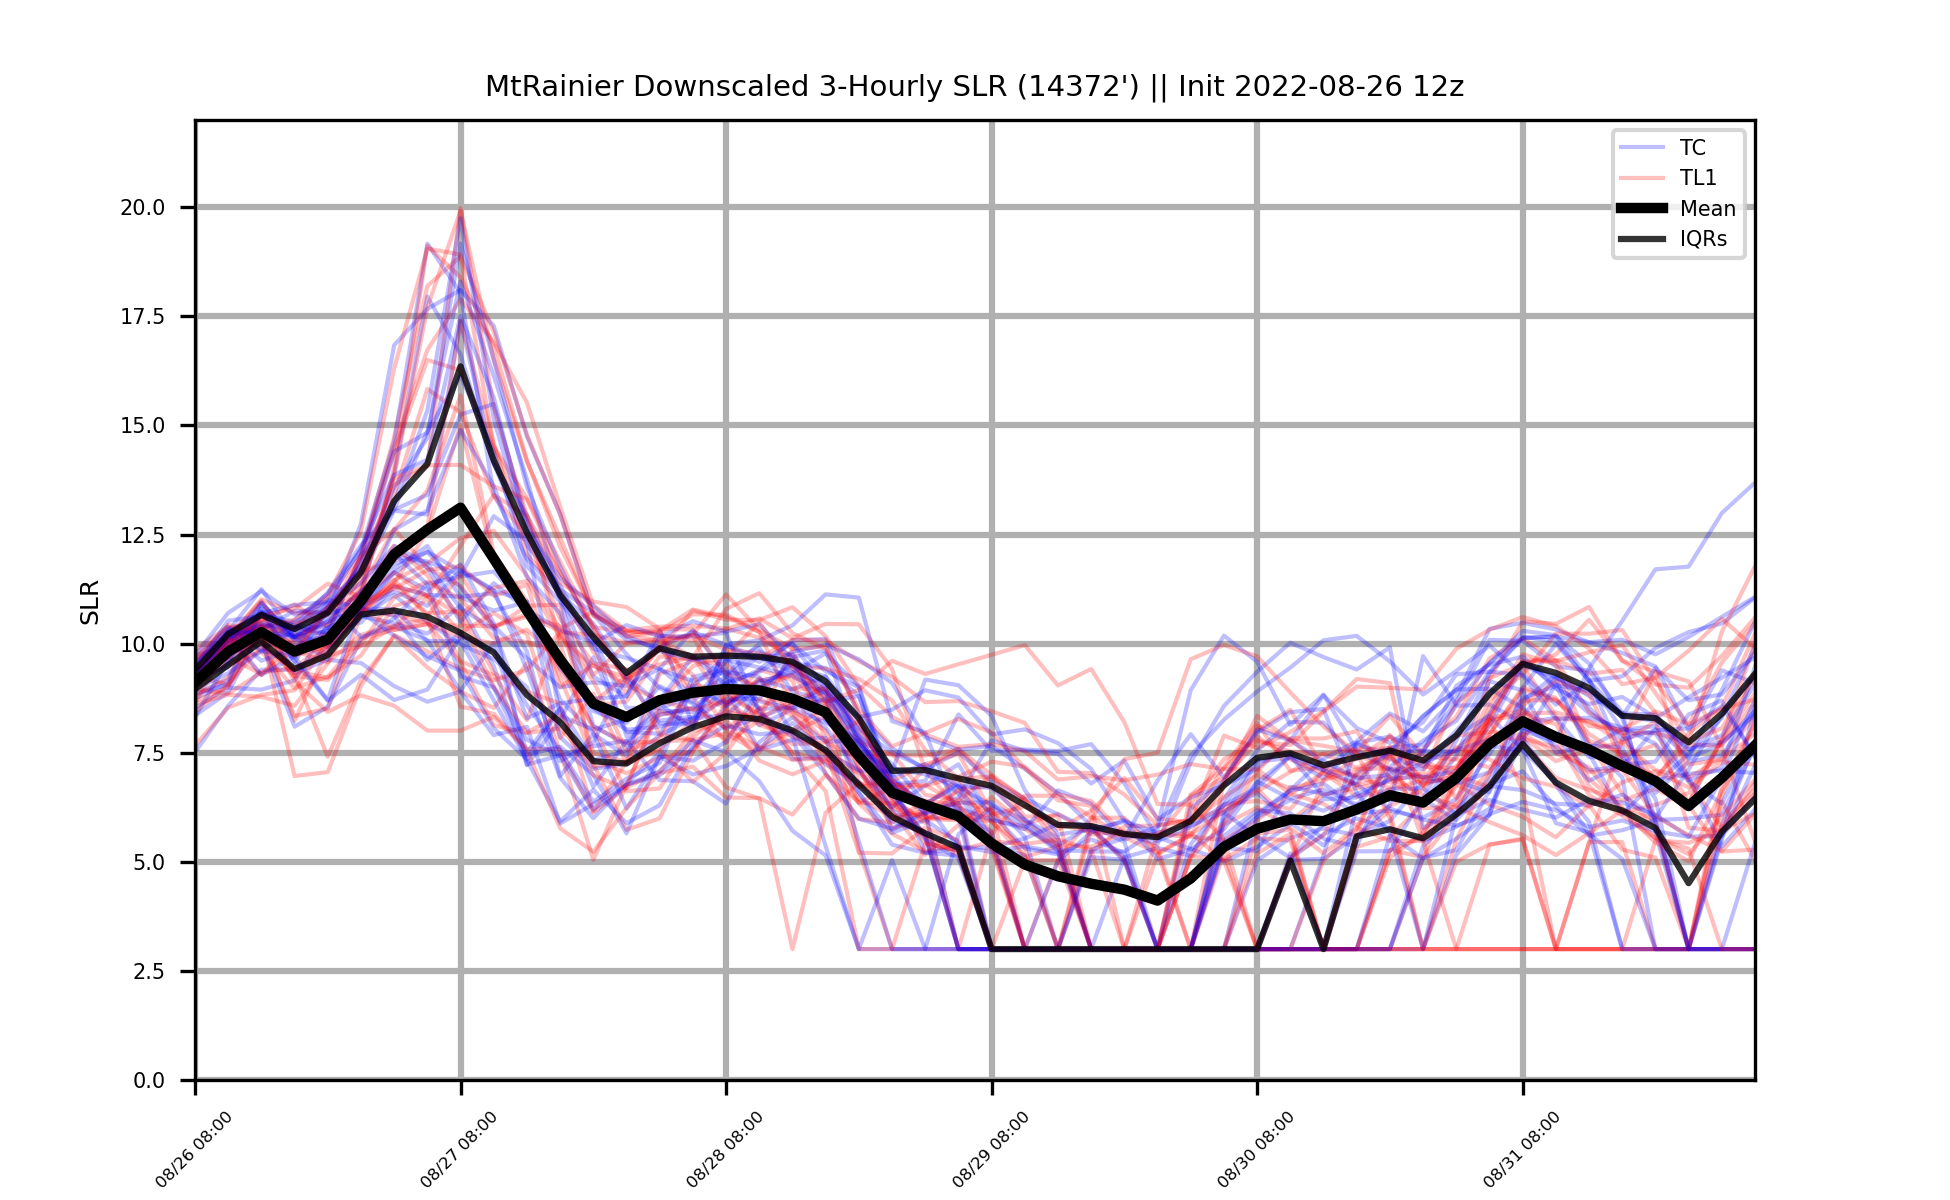 MtRainier Downscaled 3-Hourly SLR (14372') || Init 2022-08-26 12z
TC
TL1
Mean
IQRs
SLR
20.0
17.5
15.0
12.5
10.0
7.5
5.0
2.5
0.0
08/26 08:00
08/27 08:00
08/28 08:00
08/29 08:00
08/30 08:00
08/31 08:00